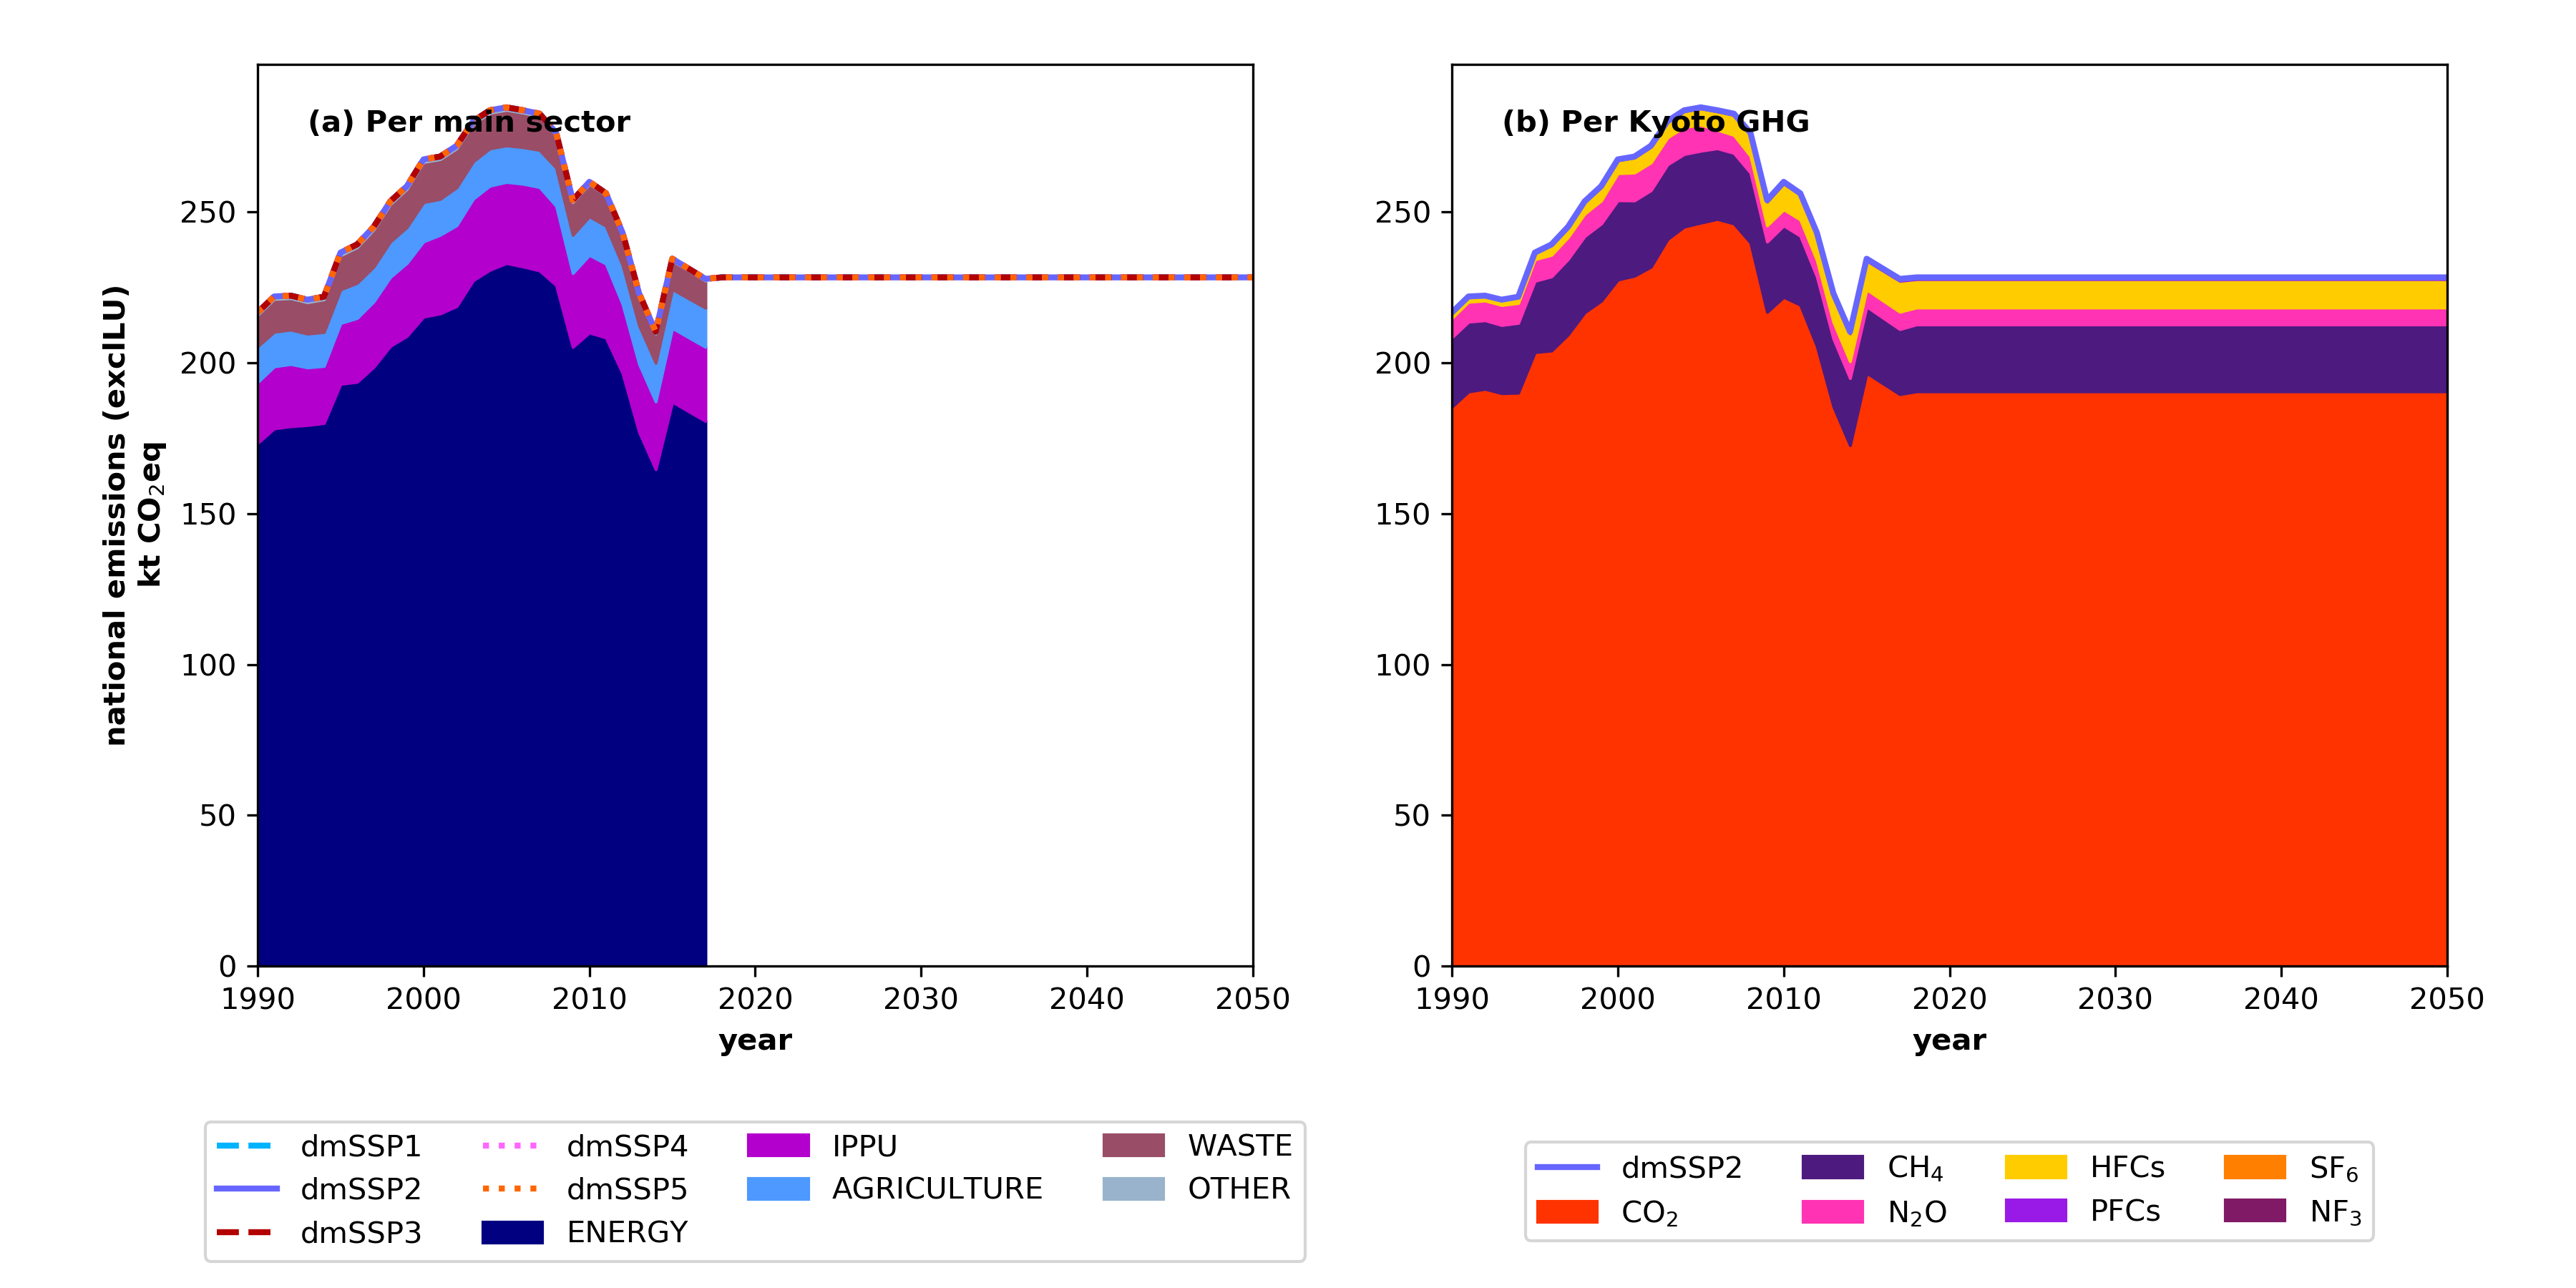 (a) Per main sector
national emissions (exclLU)
kt CO₂eq
250
200
150
100
50
0
1990 2000 2010 2020 2030 2040 2050
year
dmSSP1 dmSSP4 IPPU WASTE
dmSSP2 dmSSP5 AGRICULTURE OTHER
dmSSP3 ENERGY
(b) Per Kyoto GHG
250
200
150
100
50
0
1990 2000 2010 2020 2030 2040 2050
year
dmSSP2 CH₄ HFCs SF₆
CO₂ N₂O PFCs NF₃